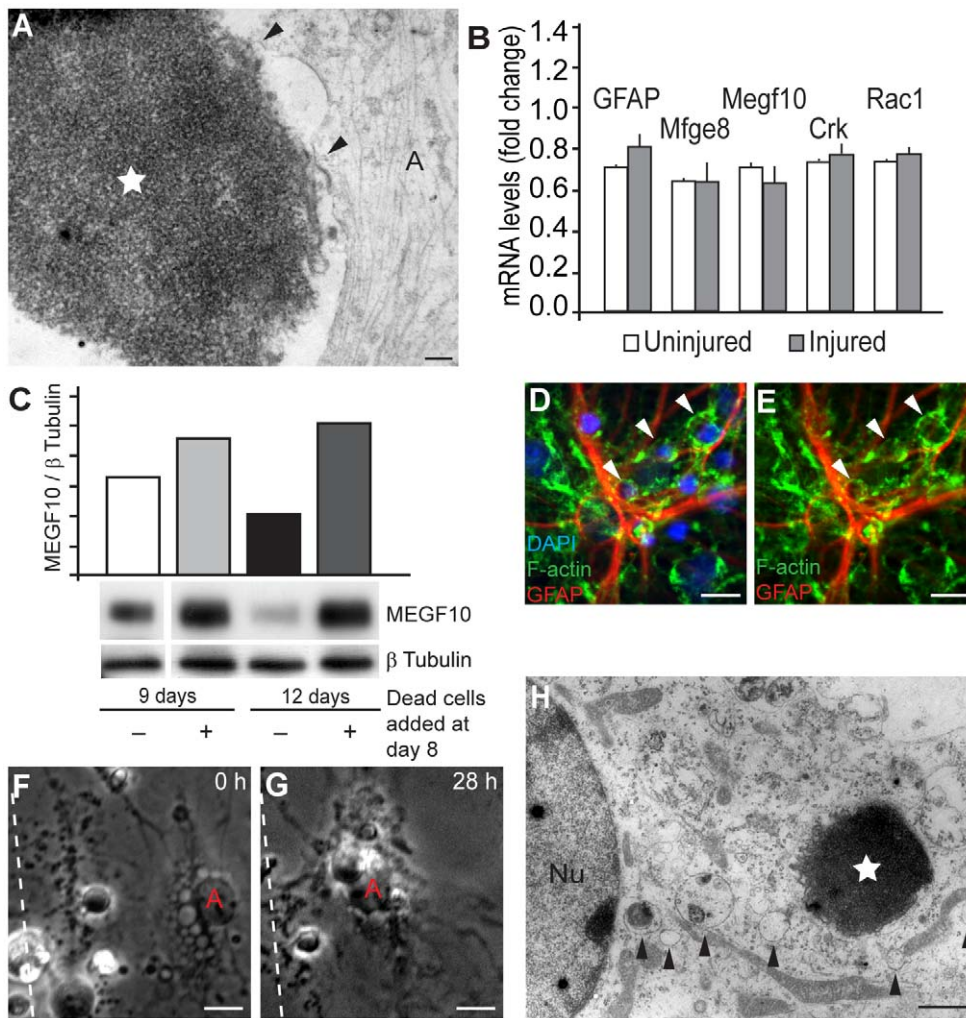 A
A
B
mRNA levels (fold change)
1.4
1.2
1.0
0.8
0.6
0.4
0.2
0.0
GFAP
Mfge8
Megf10
Crk
Rac1
Uninjured
Injured
C
MEGF10 / β Tubulin
MEGF10
β Tubulin
9 days
12 days
– + – +
Dead cells
added at
day 8
D
DAPI
F-actin
GFAP
E
F-actin
GFAP
F
0 h
A
G
28 h
A
H
Nu